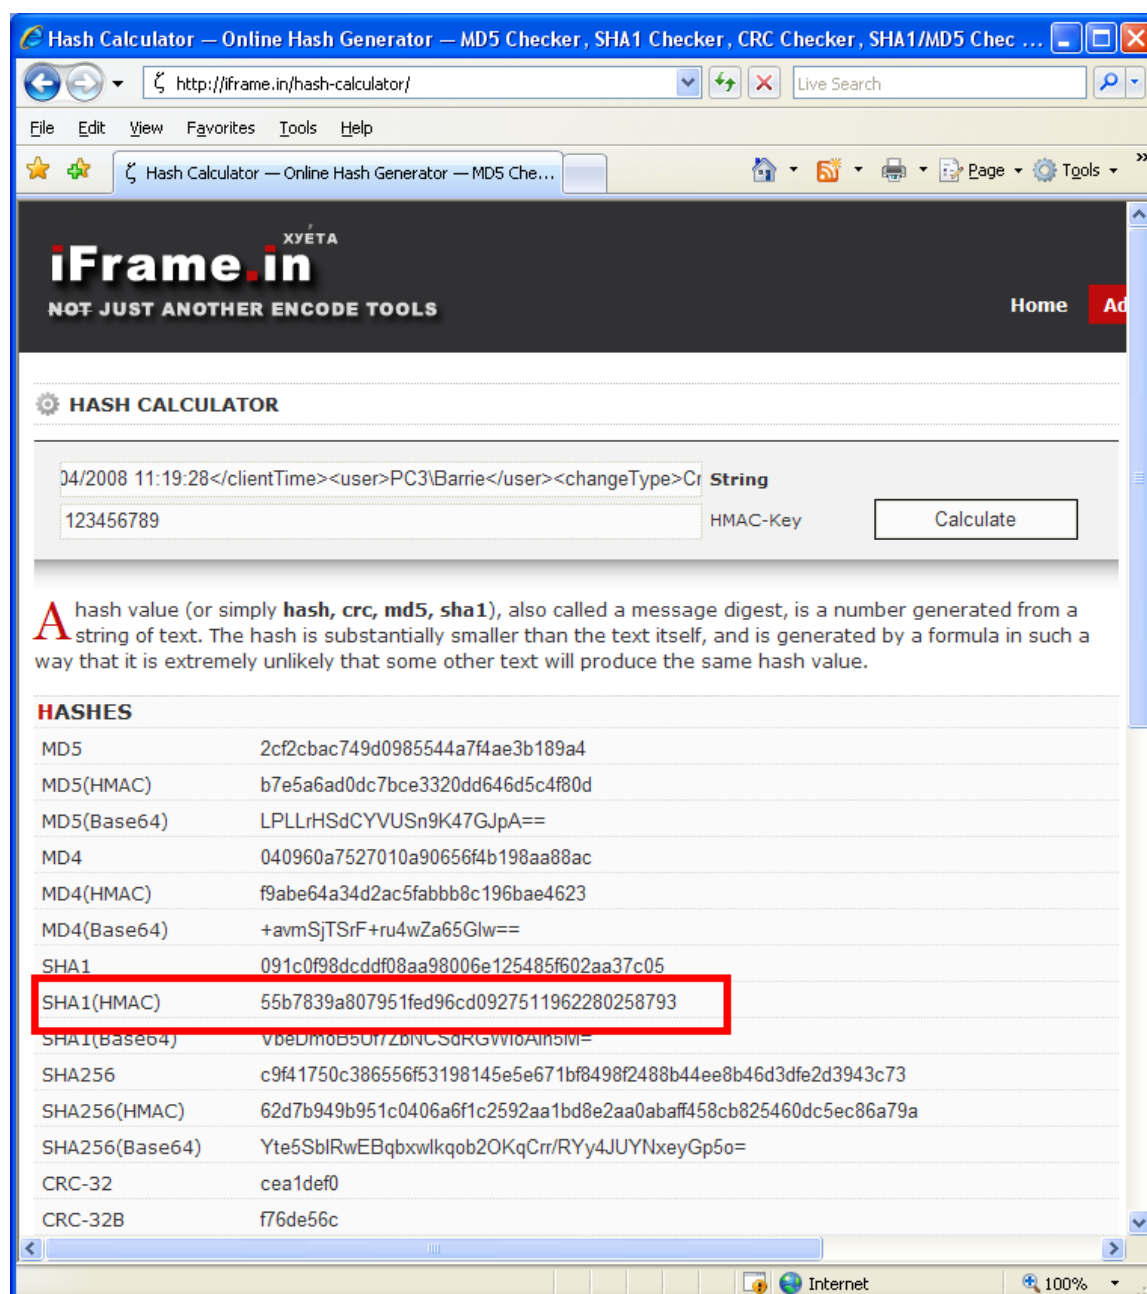 Hash Calculator — Online Hash Generator — MD5 Checker, SHA1 Checker, CRC Checker, SHA1/MD5 Chec ...
http://iframe.in/hash-calculator/
Live Search
File Edit View Favorites Tools Help
Hash Calculator — Online Hash Generator — MD5 Che...
Page Tools
ХУЁТА
iFrame.in
NOT JUST ANOTHER ENCODE TOOLS
Home Ad
HASH CALCULATOR
04/2008 11:19:28</clientTime><user>PC3\Barrie</user><changeType>Cr String
123456789 HMAC-Key Calculate
A hash value (or simply hash, crc, md5, sha1), also called a message digest, is a number generated from a
string of text. The hash is substantially smaller than the text itself, and is generated by a formula in such a
way that it is extremely unlikely that some other text will produce the same hash value.
HASHES
MD5 2cf2cbac749d0985544a7f4ae3b189a4
MD5(HMAC) b7e5a6ad0dc7bce3320dd646d5c4f80d
MD5(Base64) LPLLrHSdCYVUSn9K47GJpA==
MD4 040960a7527010a90656f4b198aa88ac
MD4(HMAC) f9abe64a34d2ac5fabbb8c196bae4623
MD4(Base64) +avmSjTSrF+ru4wZa65GIw==
SHA1 091c0f98dcddf08aa98006e125485f602aa37c05
SHA1(HMAC) 55b7839a807951fed96cd0927511962280258793
SHA1(Base64)
SHA256 c9f41750c386556f53198145e5e671bf8498f2488b44ee8b46d3dfe2d3943c73
SHA256(HMAC) 62d7b949b951c0406a6f1c2592aa1bd8e2aa0abaff458cb825460dc5ec86a79a
SHA256(Base64) Yte5SblRwEBqbxwlkqob2OKqCrr/RYy4JUYNxeyGp5o=
CRC-32 cea1def0
CRC-32B f76de56c
Internet 100%